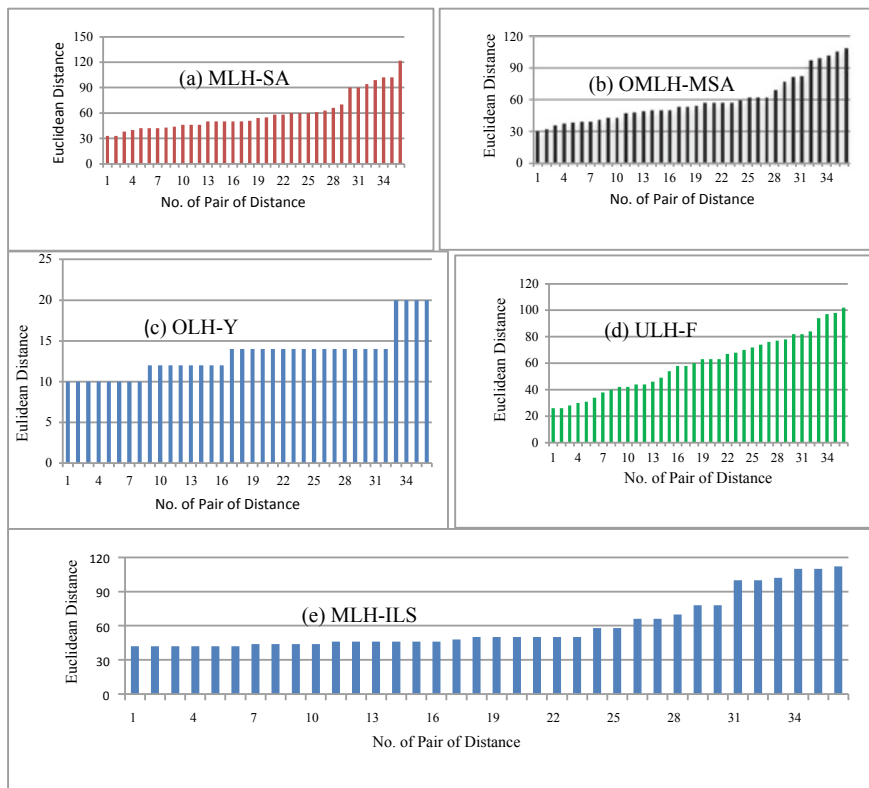 150
120
90
60
30
0
Euclidean Distance
(a) MLH-SA
1 4 7 10 13 16 19 22 25 28 31 34
No. of Pair of Distance
120
90
60
30
0
Euclidean Distance
(b) OMLH-MSA
1 4 7 10 13 16 19 22 25 28 31 34
No. of Pair of Distance
25
20
15
10
5
0
Eulidean Distance
(c) OLH-Y
1 4 7 10 13 16 19 22 25 28 31 34
No. of Pair of Distance
120
100
80
60
40
20
0
Euclidean Distance
(d) ULH-F
1 4 7 10 13 16 19 22 25 28 31 34
No. of Pair of Distance
120
90
60
30
0
Euclidean Distance
(e) MLH-ILS
1 4 7 10 13 16 19 22 25 28 31 34
No. of Pair of Distance